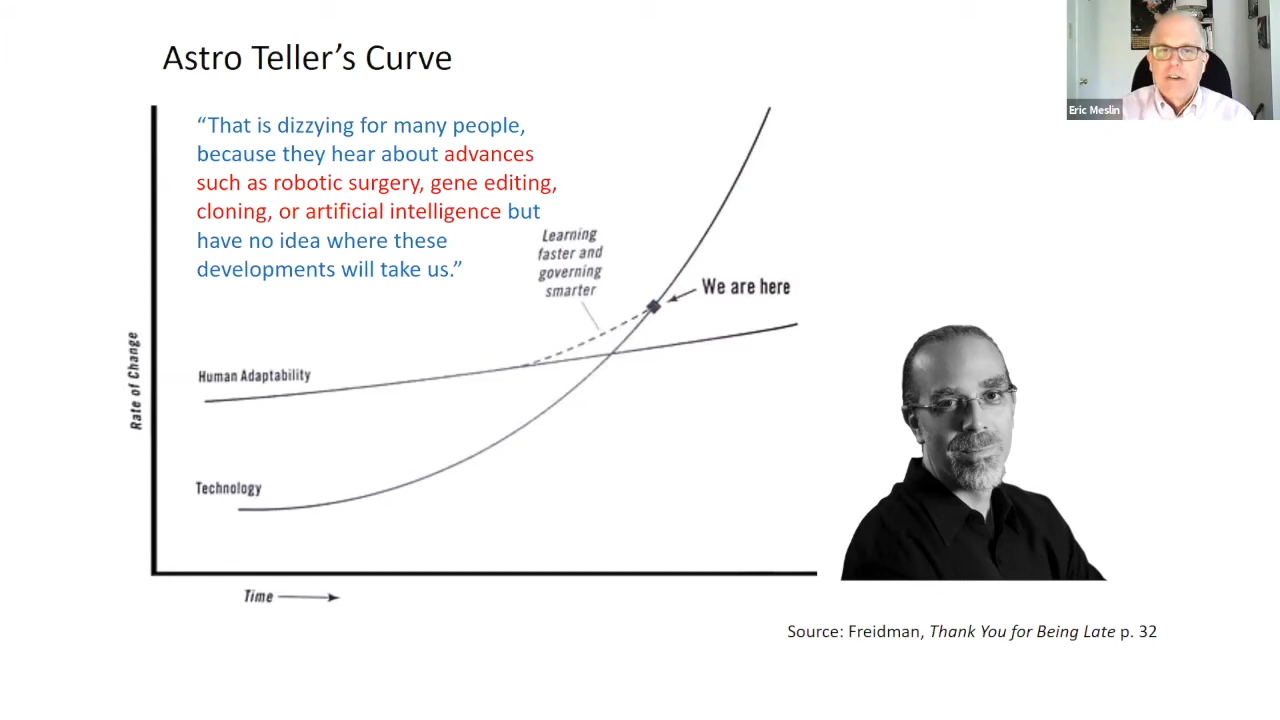 Astro Teller’s Curve
“That is dizzying for many people,
because they hear about advances
such as robotic surgery, gene editing,
cloning, or artificial intelligence but
have no idea where these
developments will take us.”
Learning
faster and
governing
smarter
We are here
Human Adaptability
Technology
Rate of Change
Time
Eric Meslin
Source: Freidman, Thank You for Being Late p. 32